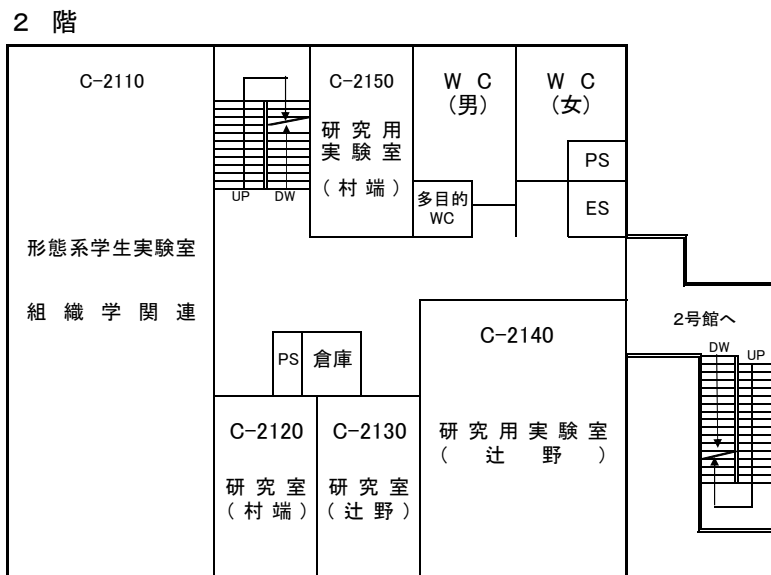 ２ 階
C-2110
形態系学生実験室
組 織 学 関 連
UP
DW
C-2150
研 究 用
実 験 室
（ 村 端 ）
Ｗ Ｃ
（男）
多目的
WC
Ｗ Ｃ
（女）
PS
ES
2号館へ
DW
UP
PS
倉庫
C-2140
研 究 用 実 験 室
（ 辻 野 ）
C-2120
研 究 室
（ 村 端 ）
C-2130
研 究 室
（ 辻 野 ）